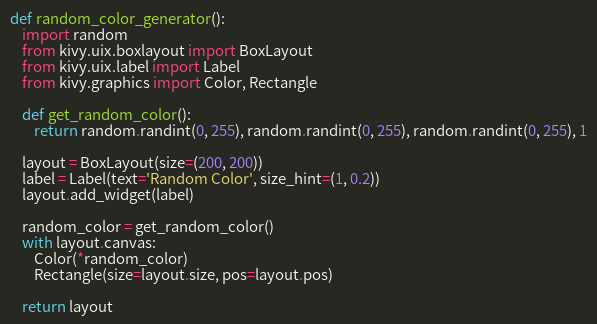 def random_color_generator():
    import random
    from kivy.uix.boxlayout import BoxLayout
    from kivy.uix.label import Label
    from kivy.graphics import Color, Rectangle

    def get_random_color():
        return random.randint(0, 255), random.randint(0, 255), random.randint(0, 255), 1

    layout = BoxLayout(size=(200, 200))
    label = Label(text='Random Color', size_hint=(1, 0.2))
    layout.add_widget(label)

    random_color = get_random_color()
    with layout.canvas:
        Color(*random_color)
        Rectangle(size=layout.size, pos=layout.pos)

    return layout